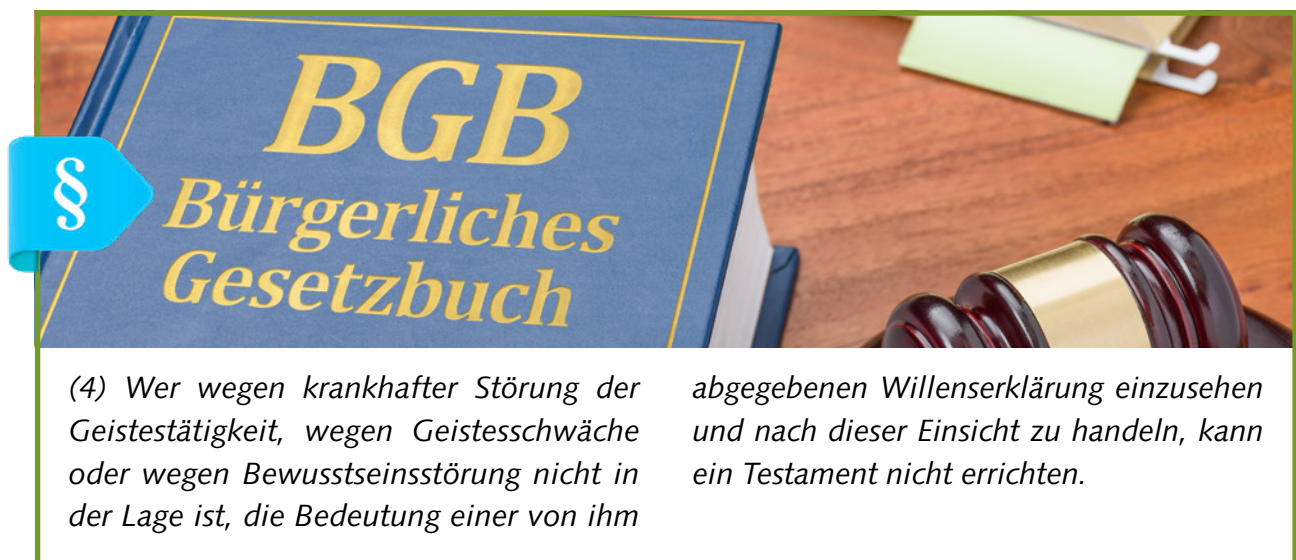 BGB
Bürgerliches
Gesetzbuch
§
(4) Wer wegen krankhafter Störung der
Geistestätigkeit, wegen Geistesschwäche
oder wegen Bewusstseinsstörung nicht in
der Lage ist, die Bedeutung einer von ihm
abgegebenen Willenserklärung einzusehen
und nach dieser Einsicht zu handeln, kann
ein Testament nicht errichten.